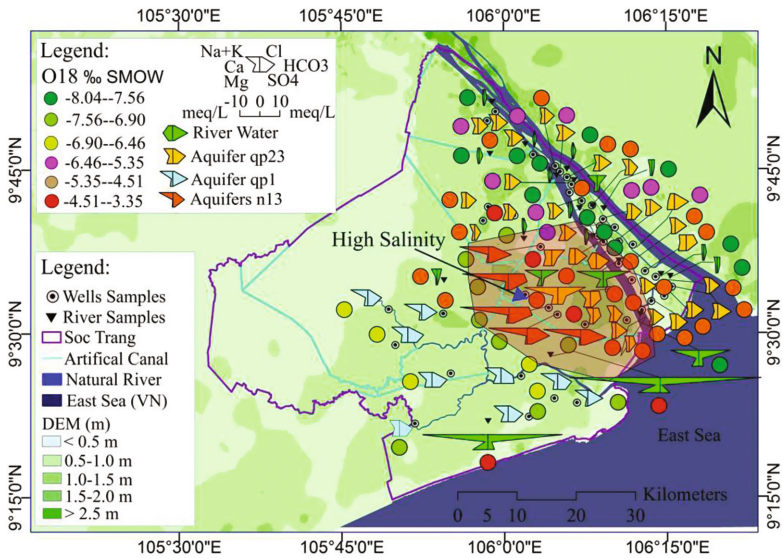 105°30'0"E 105°45'0"E 106°0'0"E 106°15'0"E
Legend:
O18 ‰ SMOW
-8.04--7.56
-7.56--6.90
-6.90--6.46
-6.46--5.35
-5.35--4.51
-4.51--3.35
Na+K Cl
Ca HCO3
Mg SO4
meq/L -10 0 10 meq/L
River Water
Aquifer qp23
Aquifer qp1
Aquifers n13
N
9°45'0"N 9°45'0"N
High Salinity
Legend:
Wells Samples
River Samples
Soc Trang
Artifical Canal
Natural River
East Sea (VN)
DEM (m)
< 0.5 m
0.5-1.0 m
1.0-1.5 m
1.5-2.0 m
> 2.5 m
9°30'0"N 9°30'0"N
East Sea
Kilometers
0 5 10 20 30
9°15'0"N 9°15'0"N
105°30'0"E 105°45'0"E 106°0'0"E 106°15'0"E